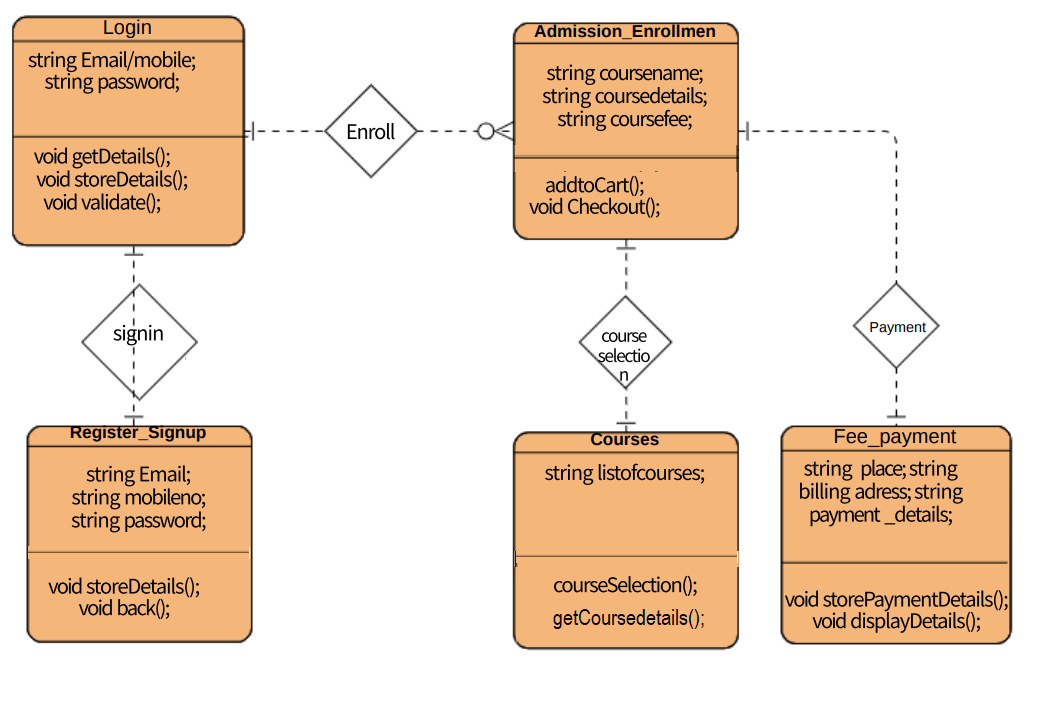 Login
string Email/mobile;
string password;
void getDetails();
void storeDetails();
void validate();
Enroll
Admission_Enrollmen
string coursename;
string coursedetails;
string coursefee;
addtoCart();
void Checkout();
signin
course
selectio
n
Payment
Register_Signup
string Email;
string mobileno;
string password;
void storeDetails();
void back();
Courses
string listofcourses;
courseSelection();
getCoursedetails();
Fee_payment
string place; string
billing adress; string
payment _details;
void storePaymentDetails();
void displayDetails();